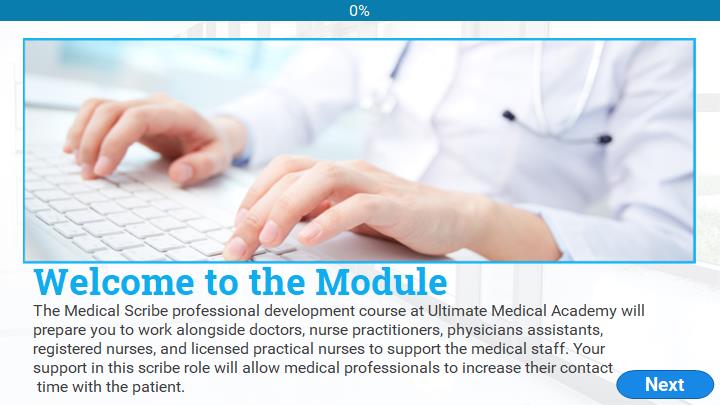 0%
Welcome to the Module
The Medical Scribe professional development course at Ultimate Medical Academy will
prepare you to work alongside doctors, nurse practitioners, physicians assistants,
registered nurses, and licensed practical nurses to support the medical staff. Your
support in this scribe role will allow medical professionals to increase their contact
time with the patient.
Next